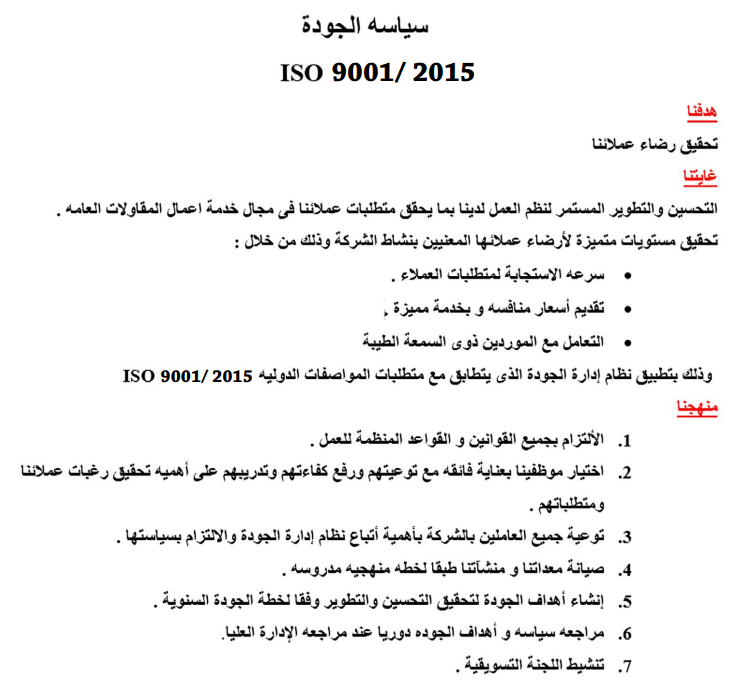 سياسه الجودة
ISO 9001/ 2015
هدفنا
تحقيق رضاء عملائنا
غايتنا
التحسين والتطوير المستمر لنظم العمل لدينا بما يحقق متطلبات عملائنا فى مجال خدمة اعمال المقاولات العامه .
تحقيق مستويات متميزة لأرضاء عملائها المعنيين بنشاط الشركة وذلك من خلال :
• سرعه الاستجابة لمتطلبات العملاء .
• تقديم أسعار منافسه و بخدمة مميزة .
• التعامل مع الموردين ذوى السمعة الطيبة
وذلك بتطبيق نظام إدارة الجودة الذى يتطابق مع متطلبات المواصفات الدوليه ISO 9001/ 2015
منهجنا
1. الألتزام بجميع القوانين و القواعد المنظمة للعمل .
2. اختيار موظفينا بعناية فائقه مع توعيتهم ورفع كفاءتهم وتدريبهم على أهميه تحقيق رغبات عملائنا
ومتطلباتهم .
3. توعية جميع العاملين بالشركة بأهمية أتباع نظام إدارة الجودة والالتزام بسياستها .
4. صيانة معداتنا و منشآتنا طبقا لخطه منهجيه مدروسه .
5. إنشاء أهداف الجودة لتحقيق التحسين والتطوير وفقا لخطة الجودة السنوية .
6. مراجعه سياسه و أهداف الجوده دوريا عند مراجعه الإدارة العليا.
7. تنشيط اللجنة التسويقية .